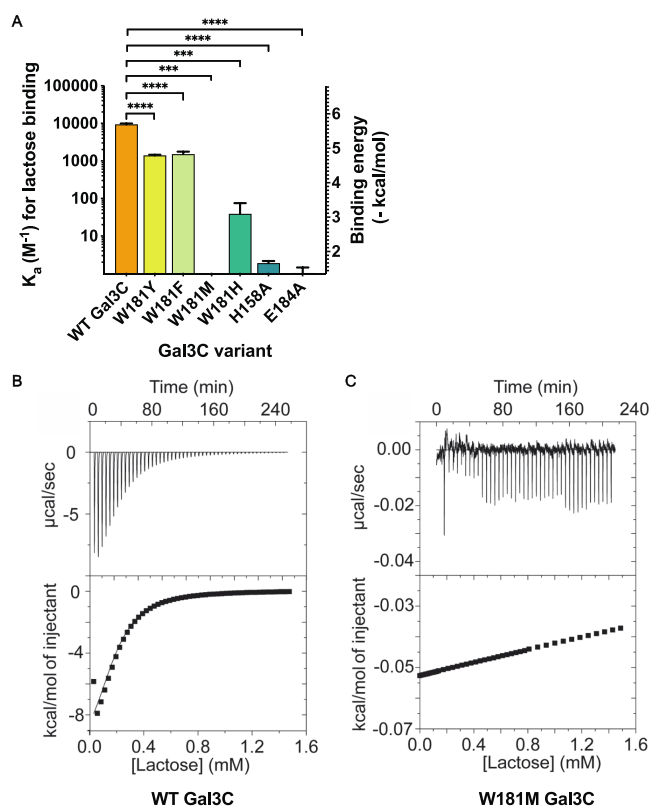 A
****
****
***
***
****
****
K a (M-1) for lactose binding
100000
10000
1000
100
10
6
5
4
3
2
Binding energy
(- kcal/mol)
WT Gal3C
W181Y
W181F
W181M
W181H
H158A
E184A
Gal3C variant
B
Time (min)
0 80 160 240
µcal/sec
0
-5
kcal/mol of injectant
0
-4
-8
0.0 0.4 0.8 1.2 1.6
[Lactose] (mM)
WT Gal3C
C
Time (min)
0 80 160 220
µcal/sec
0.00
-0.02
-0.04
kcal/mol of injectant
-0.03
-0.05
-0.07
0.0 0.4 0.8 1.2 1.6
[Lactose] (mM)
W181M Gal3C